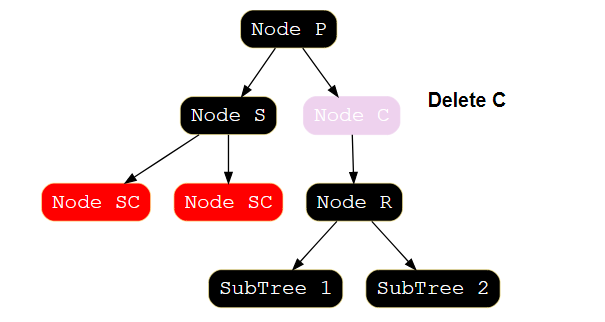 Node P
Node S
Node C
Delete C
Node SC
Node SC
Node R
SubTree 1
SubTree 2